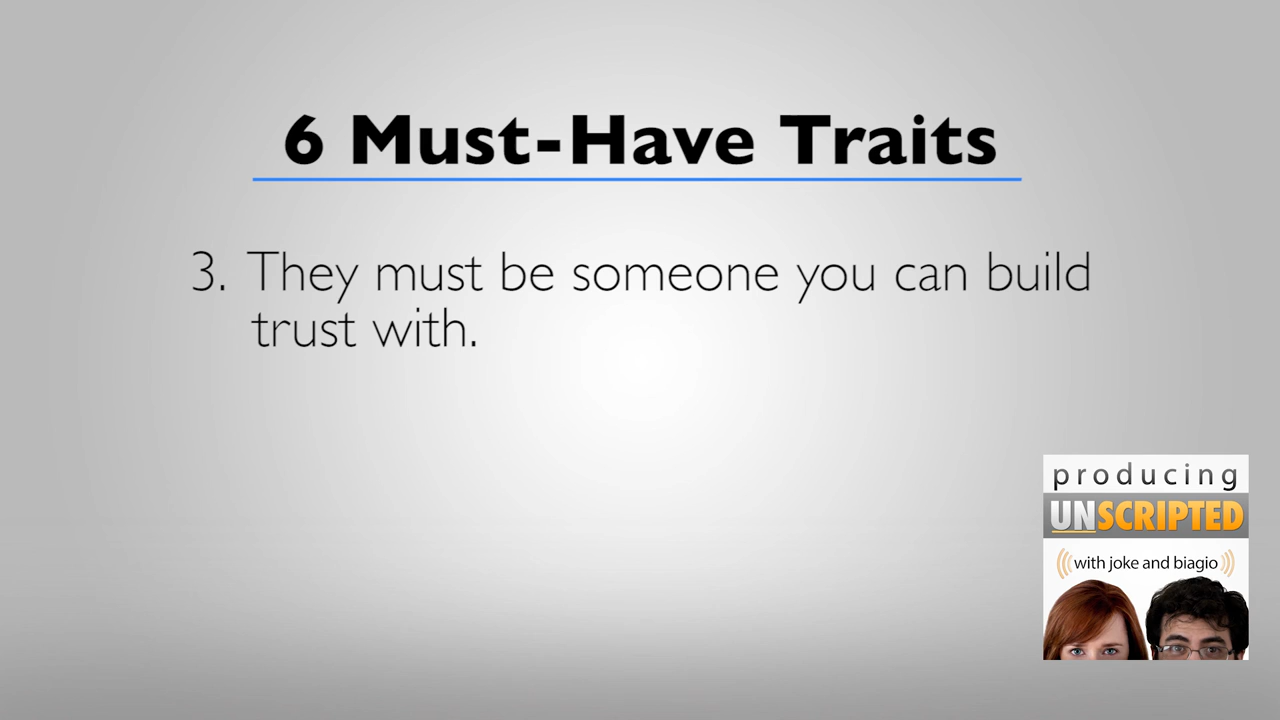 6 Must-Have Traits
3. They must be someone you can build
trust with.
producing
UNSCRIPTED
with joke and biagio